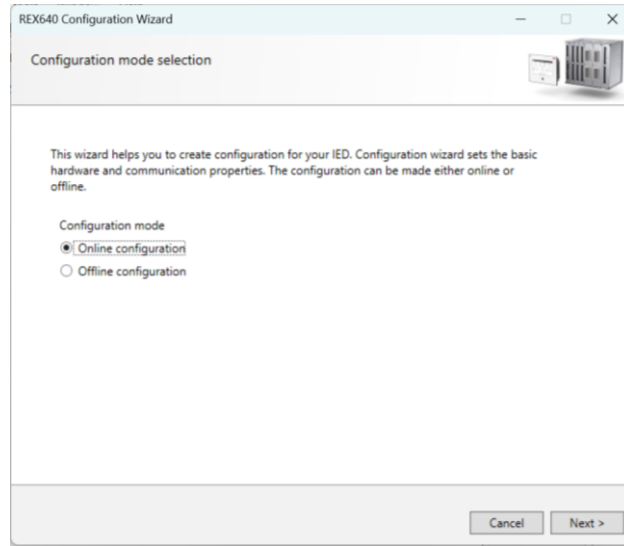 REX640 Configuration Wizard
Configuration mode selection
This wizard helps you to create configuration for your IED. Configuration wizard sets the basic
hardware and communication properties. The configuration can be made either online or
offline.
Configuration mode
Online configuration
Offline configuration
Cancel
Next >